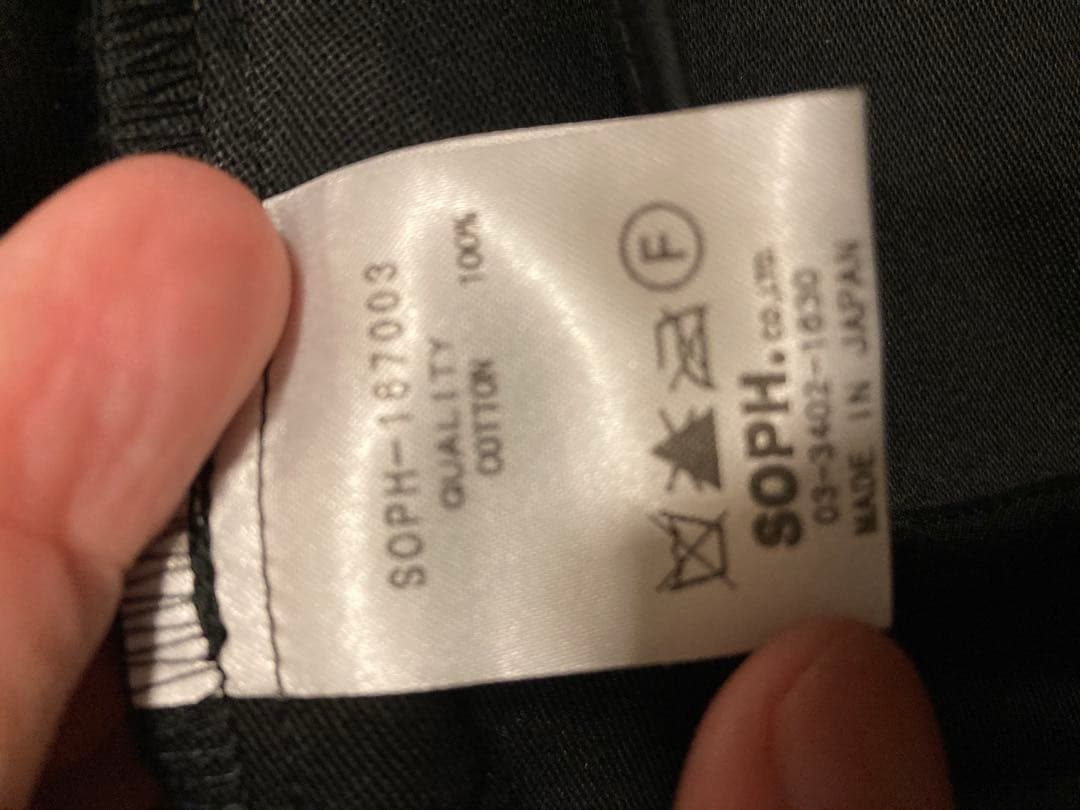 SOPH-167003
QUALITY
COTTON 100%
F
SOPH.CO.,LTD.
03-3402-1630
MADE IN JAPAN